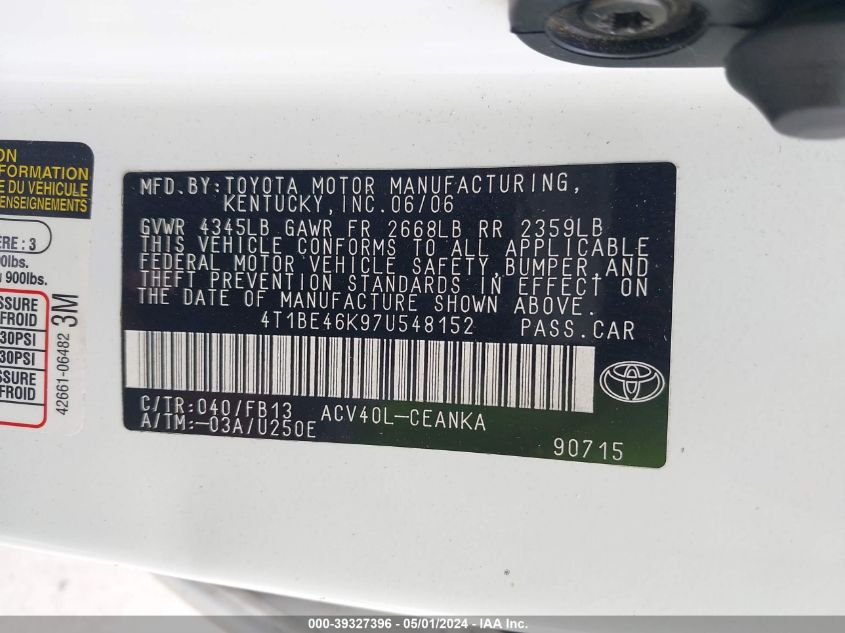 ON
FORMATION
E DU VÉHICULE
ENSEIGNEMENTS
ÈRE : 3
0lbs.
u 900lbs.
SSURE
FROID
30PSI
30PSI
SSURE
FROID
42661-06482 3M
MFD.BY:TOYOTA MOTOR MANUFACTURING,
KENTUCKY,INC.06/06
GVWR 4345LB GAWR FR 2668LB RR 2359LB
THIS VEHICLE CONFORMS TO ALL APPLICABLE
FEDERAL MOTOR VEHICLE SAFETY,BUMPER,AND
THEFT PREVENTION STANDARDS IN EFFECT ON
THE DATE OF MANUFACTURE SHOWN ABOVE.
4T1BE46K97U548152 PASS.CAR
C/TR:040/FB13 ACV40L-CEANKA
A/TM:-03A/U250E
90715
000-39327396 - 05/01/2024 - IAA Inc.